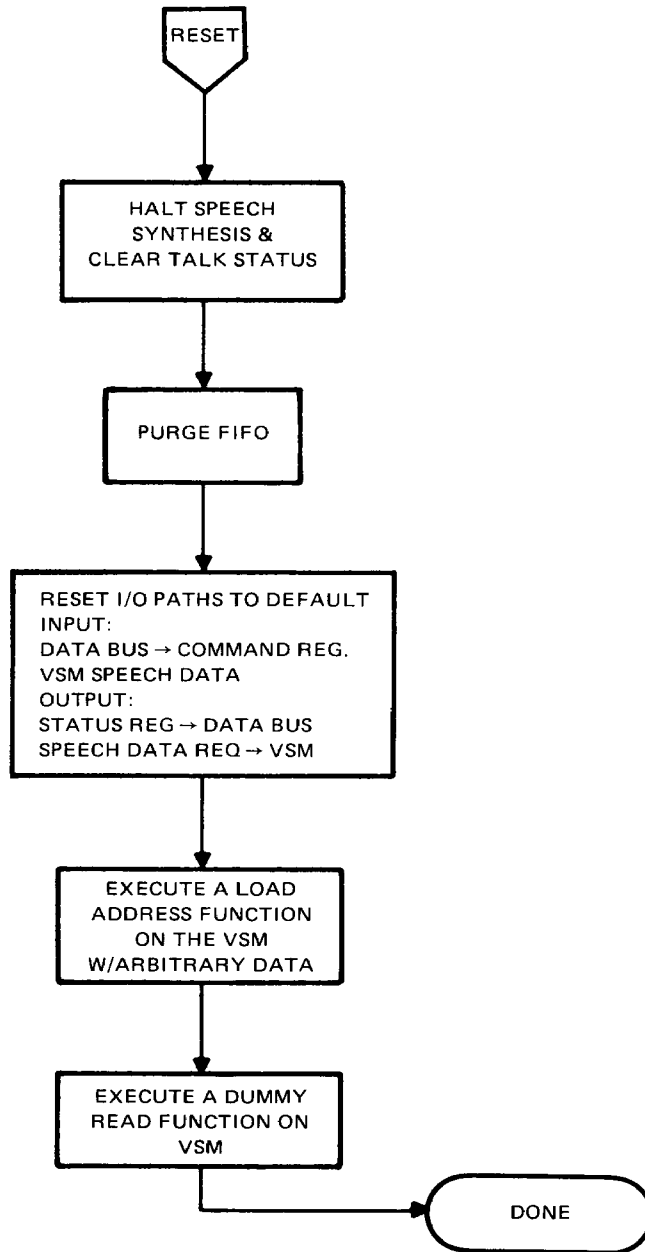 RESET
HALT SPEECH
SYNTHESIS &
CLEAR TALK STATUS
PURGE FIFO
RESET I/O PATHS TO DEFAULT
INPUT:
DATA BUS → COMMAND REG.
VSM SPEECH DATA
OUTPUT:
STATUS REG → DATA BUS
SPEECH DATA REQ → VSM
EXECUTE A LOAD
ADDRESS FUNCTION
ON THE VSM
W/ARBITRARY DATA
EXECUTE A DUMMY
READ FUNCTION ON
VSM
DONE